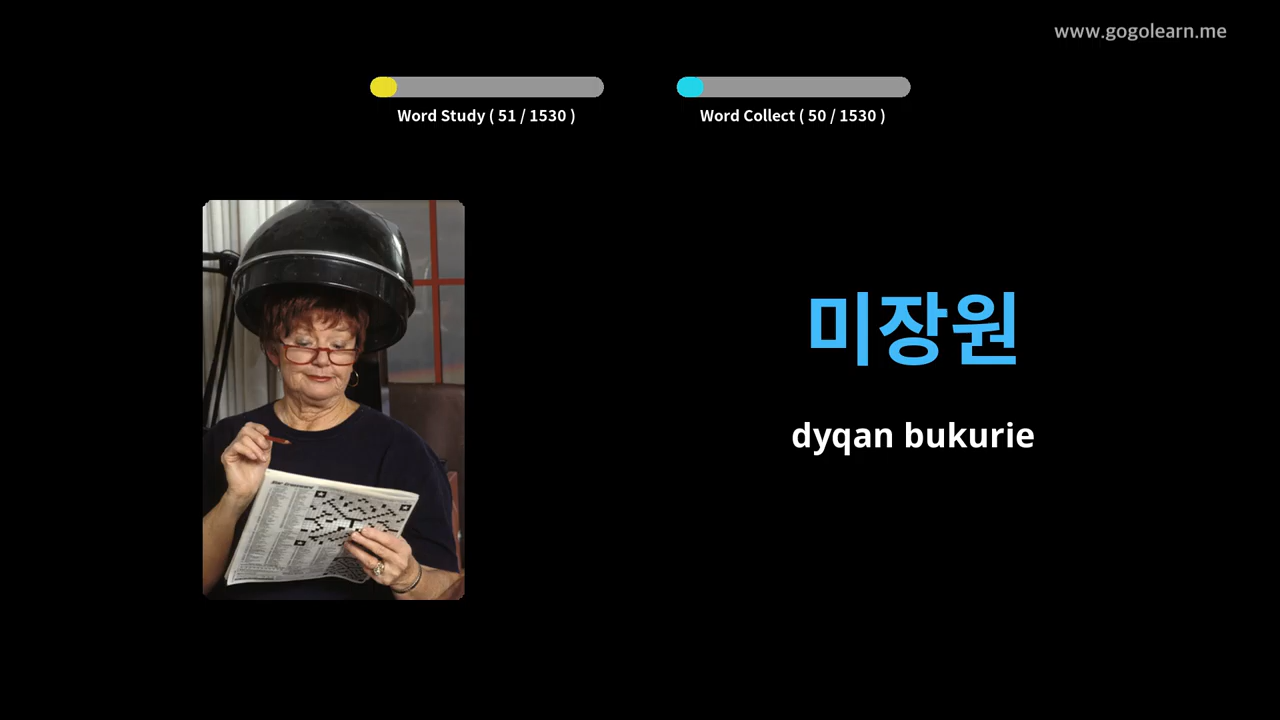 www.gogolearn.me
Word Study ( 51 / 1530 )
Word Collect ( 50 / 1530 )
미장원
dyqan bukurie